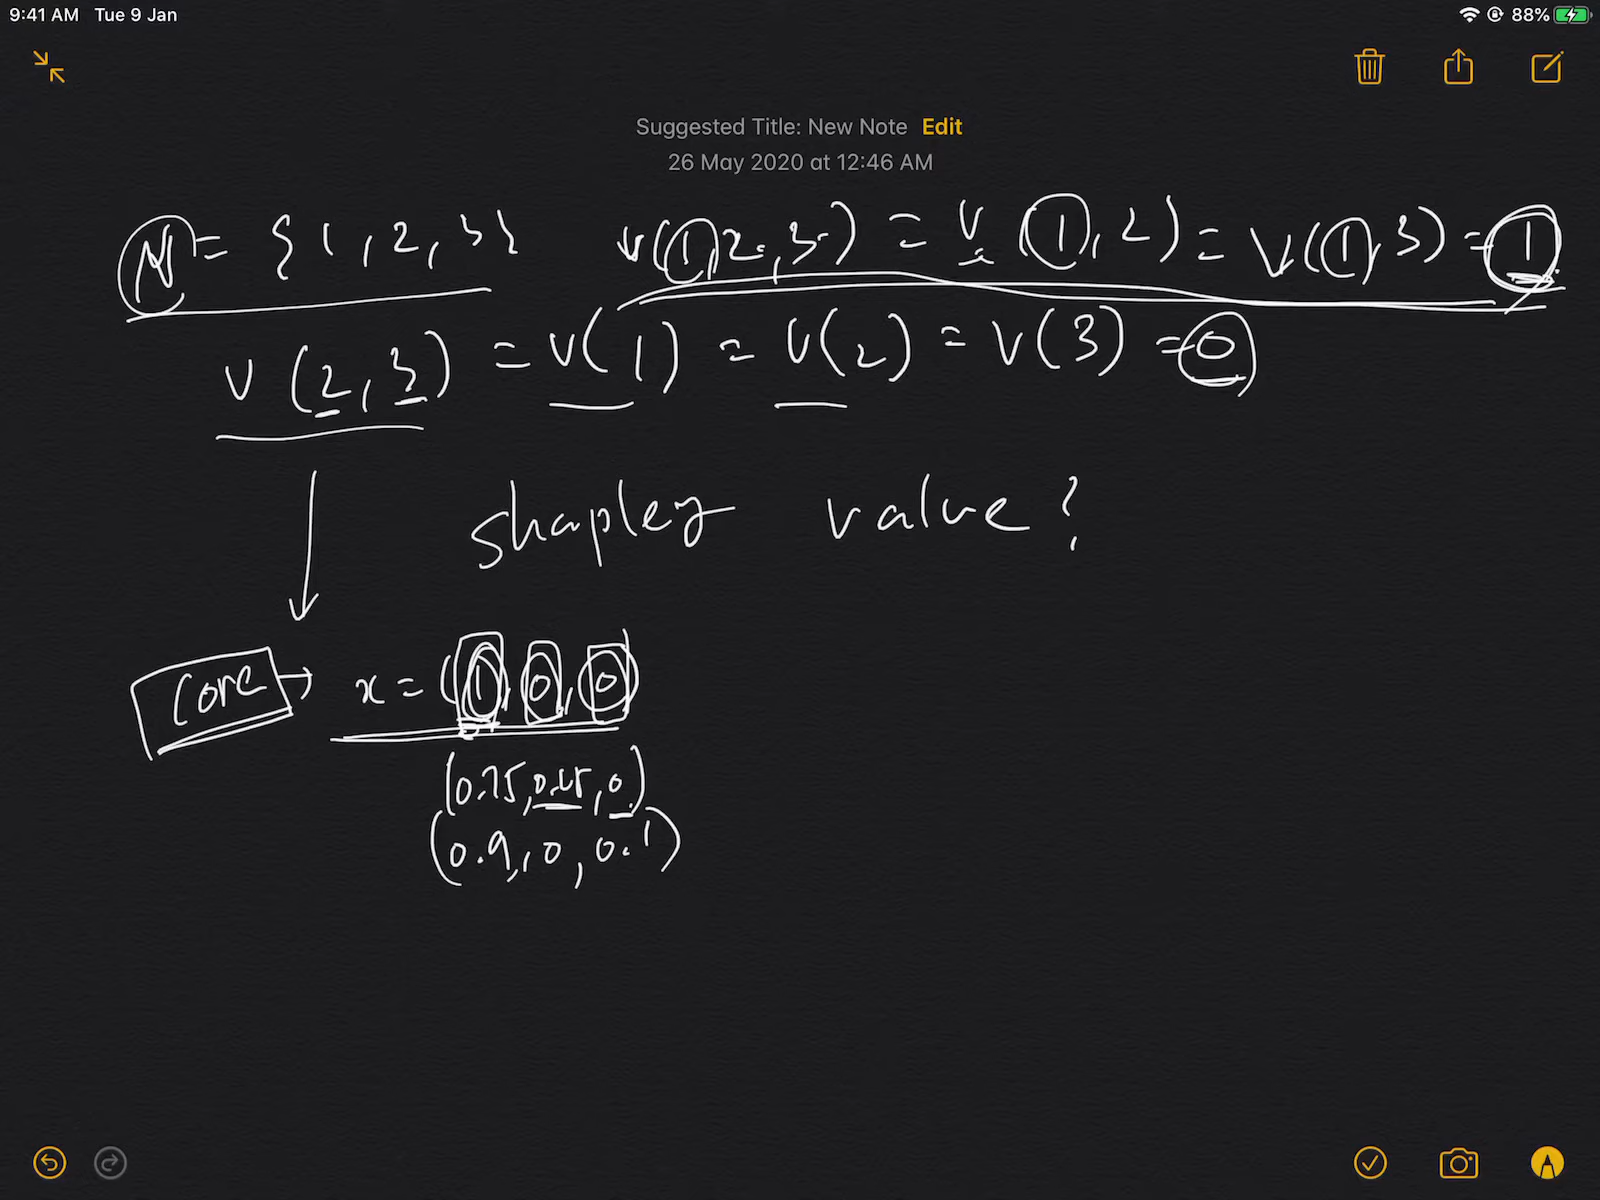 9:41 AM Tue 9 Jan 88%
Suggested Title: New Note Edit
26 May 2020 at 12:46 AM
N = {1, 2, 3} v(1,2,3) = v(1,2) = v(1,3) = 1
v(2,3) = v(1) = v(2) = v(3) = 0
shapley value?
core → x = (1,0,0)
(0.75,0.25,0)
(0.9,0,0.1)